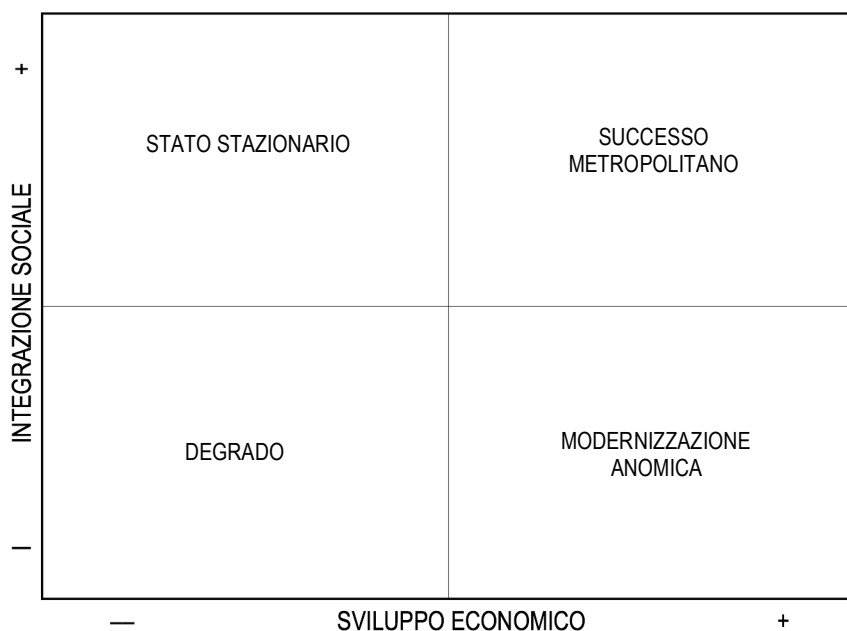 +
STATO STAZIONARIO
SUCCESSO
METROPOLITANO
INTEGRAZIONE SOCIALE
DEGRADO
MODERNIZZAZIONE
ANOMICA
—
— SVILUPPO ECONOMICO +